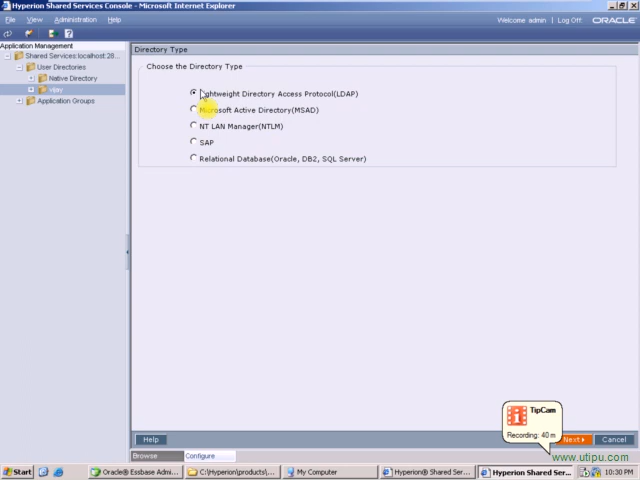 Hyperion Shared Services Console - Microsoft Internet Explorer
File View Administration Help
Welcome admin | Log Off ORACLE
Application Management
Shared Services:localhost:28...
User Directories
Native Directory
vijay
Application Groups
Directory Type
Choose the Directory Type
Lightweight Directory Access Protocol(LDAP)
Microsoft Active Directory(MSAD)
NT LAN Manager(NTLM)
SAP
Relational Database(Oracle, DB2, SQL Server)
TipCam
Recording: 40 m
Help Next Cancel
Browse Configure
www.utipu.com
Start Oracle® Essbase Admi... C:\Hyperion\products\... My Computer Hyperion® Shared Ser... Hyperion Shared Ser... 10:30 PM